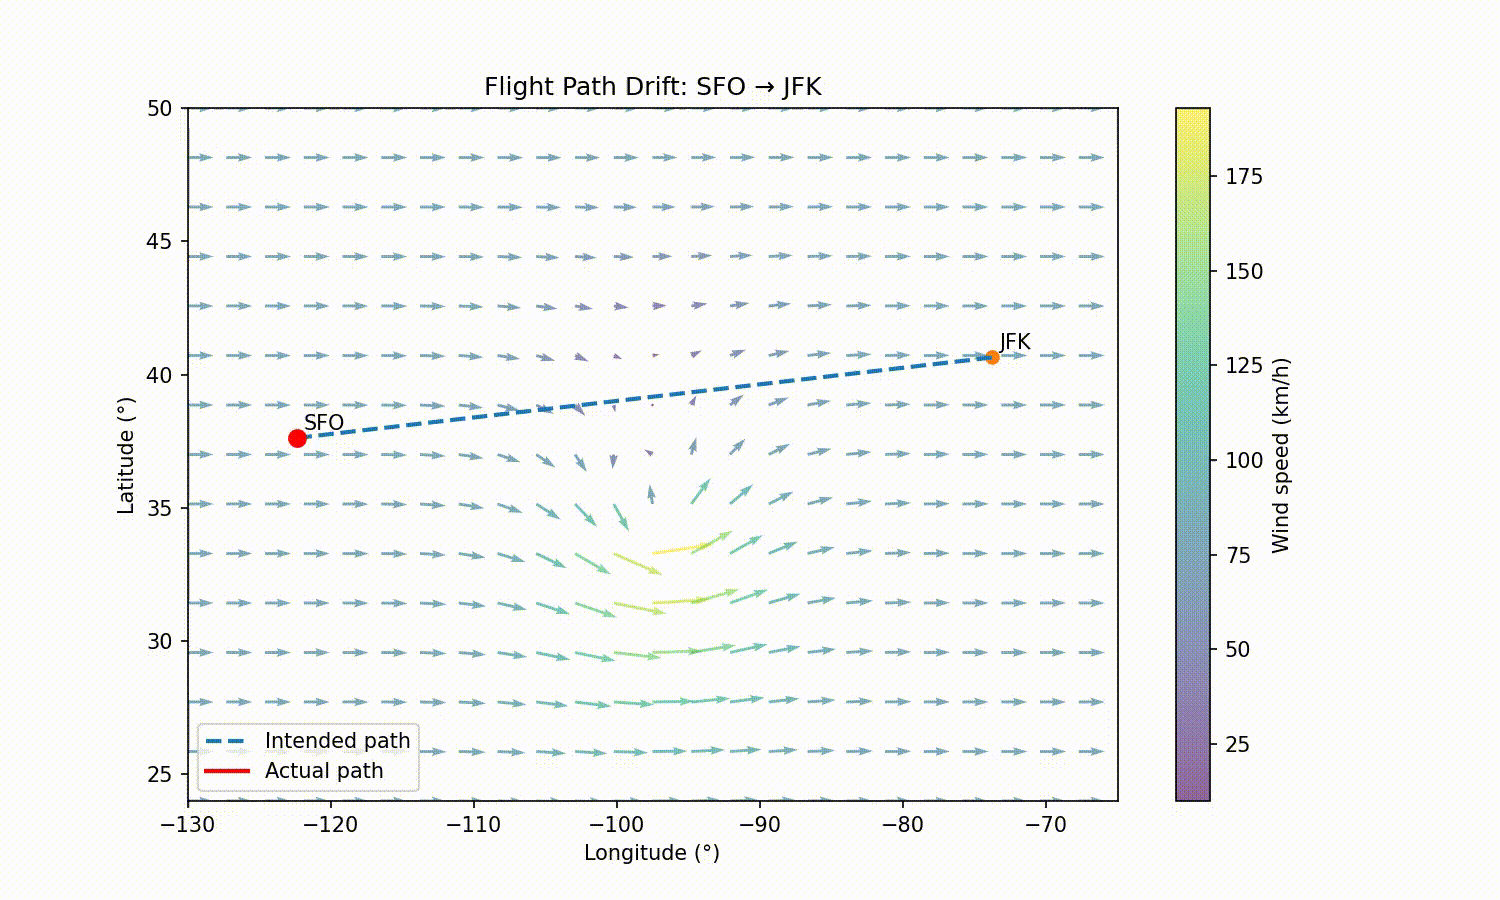 Flight Path Drift: SFO → JFK
50
45
40
35
30
25
Latitude (°)
JFK
SFO
Intended path
Actual path
−130
−120
−110
−100
−90
−80
−70
Longitude (°)
175
150
125
100
75
50
25
Wind speed (km/h)